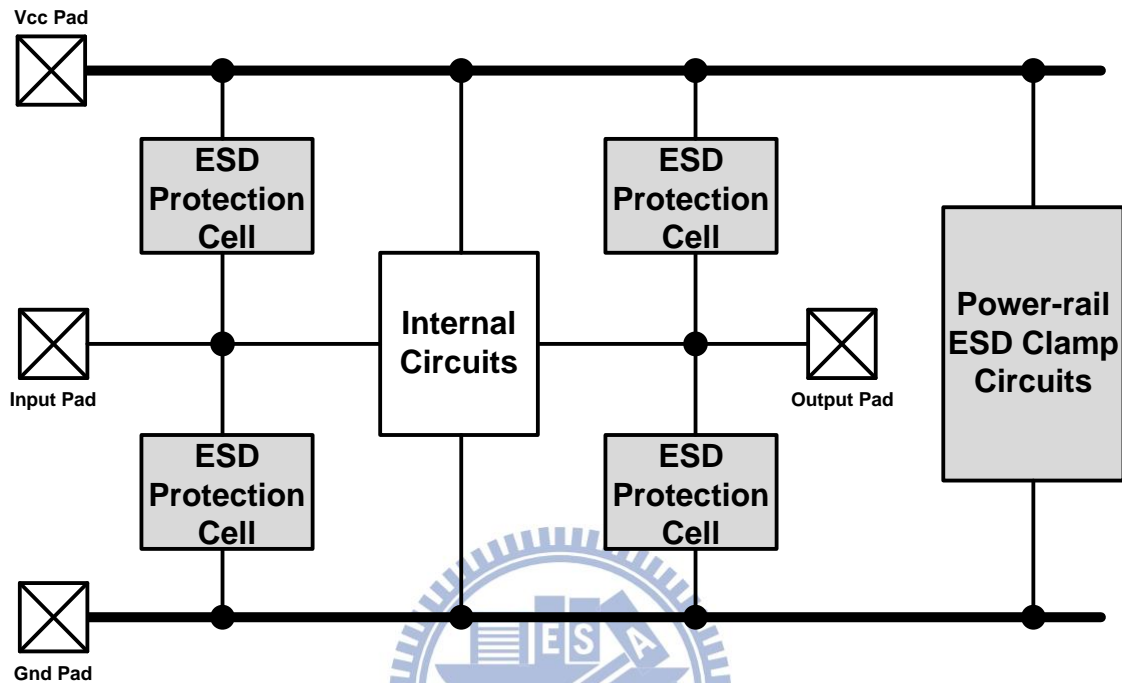 Vcc Pad
ESD
Protection
Cell
ESD
Protection
Cell
Internal
Circuits
Power-rail
ESD Clamp
Circuits
Input Pad
Output Pad
ESD
Protection
Cell
ESD
Protection
Cell
Gnd Pad
E S A